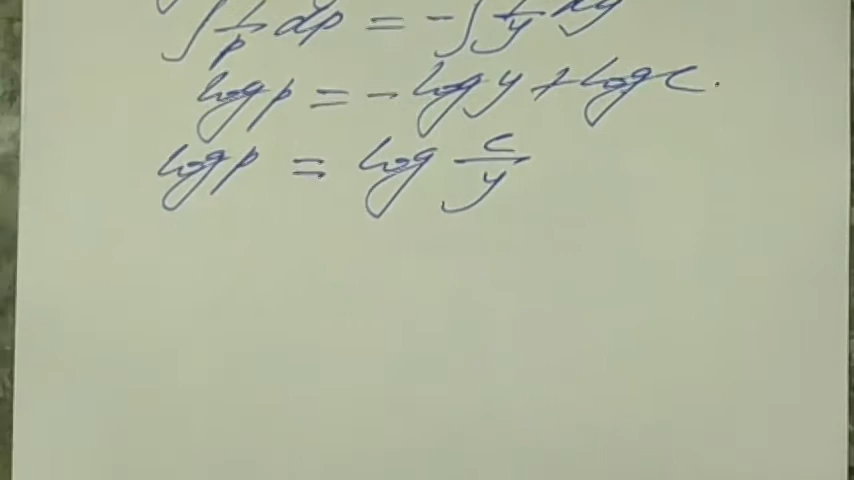 ∫ 1/p dp = - ∫ 1/y dy
log p = - log y + log c.
log p = log c/y